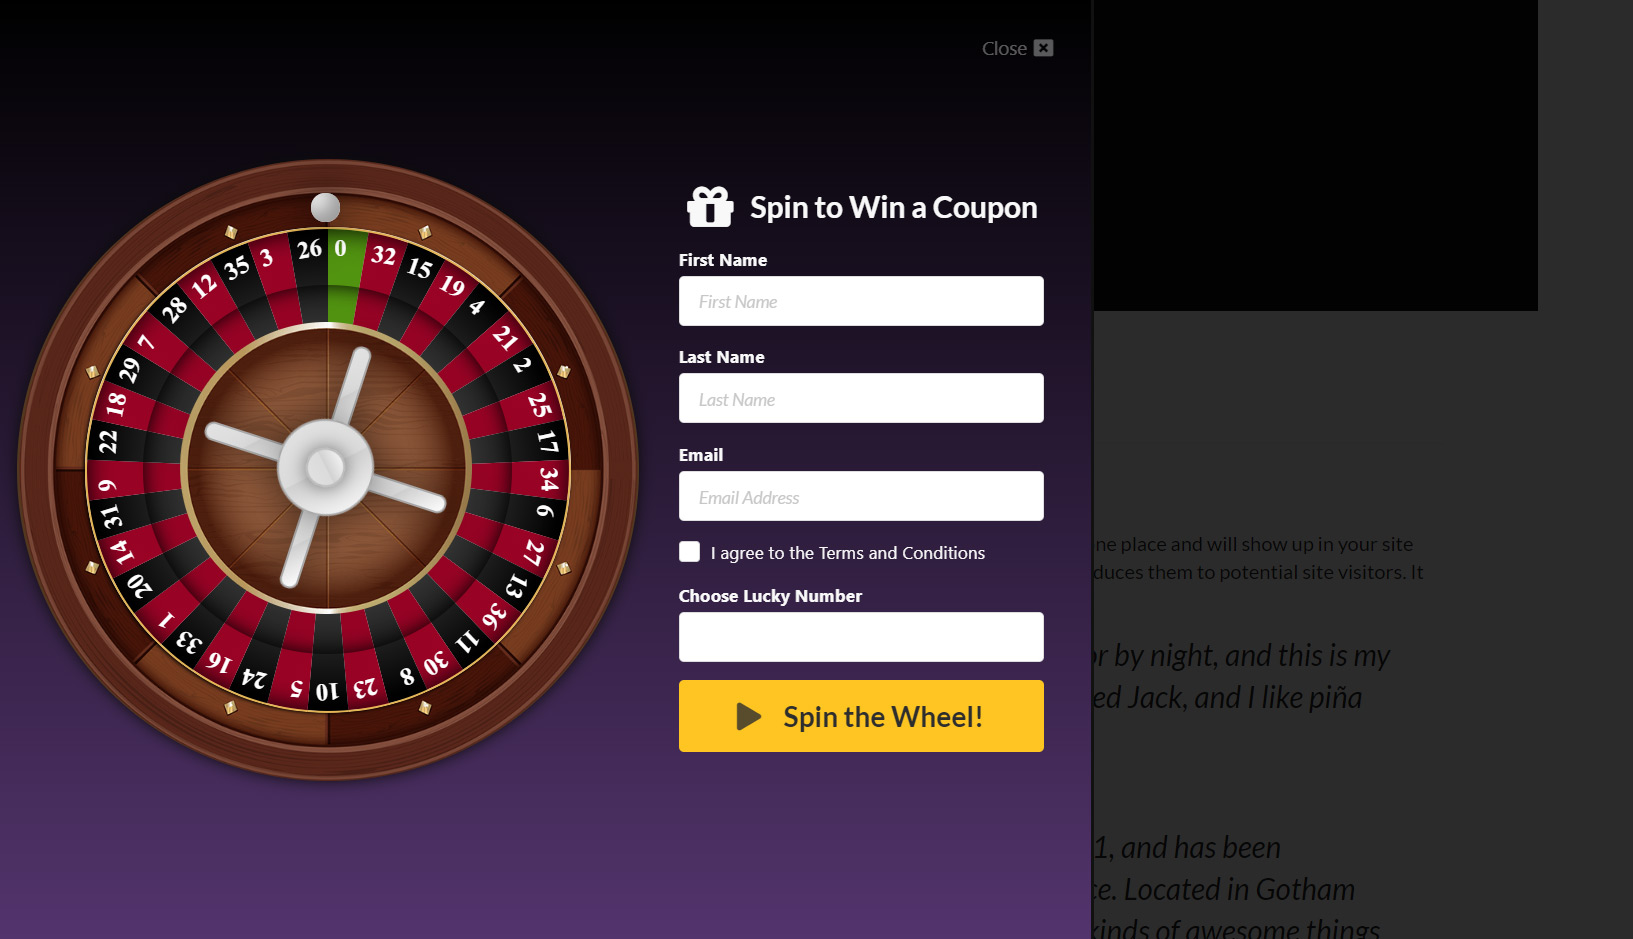 Close
Spin to Win a Coupon
First Name
First Name
Last Name
Last Name
Email
Email Address
I agree to the Terms and Conditions
Choose Lucky Number
Spin the Wheel!
0
32
15
19
4
21
2
25
17
34
6
27
13
36
11
30
8
23
10
5
24
16
33
1
20
14
31
9
22
18
29
7
28
12
35
3
26
place and will show up in your site
them to potential site visitors. It
by night, and this is my
Jack, and I like piña
1, and has been
Located in Gotham
of awesome things